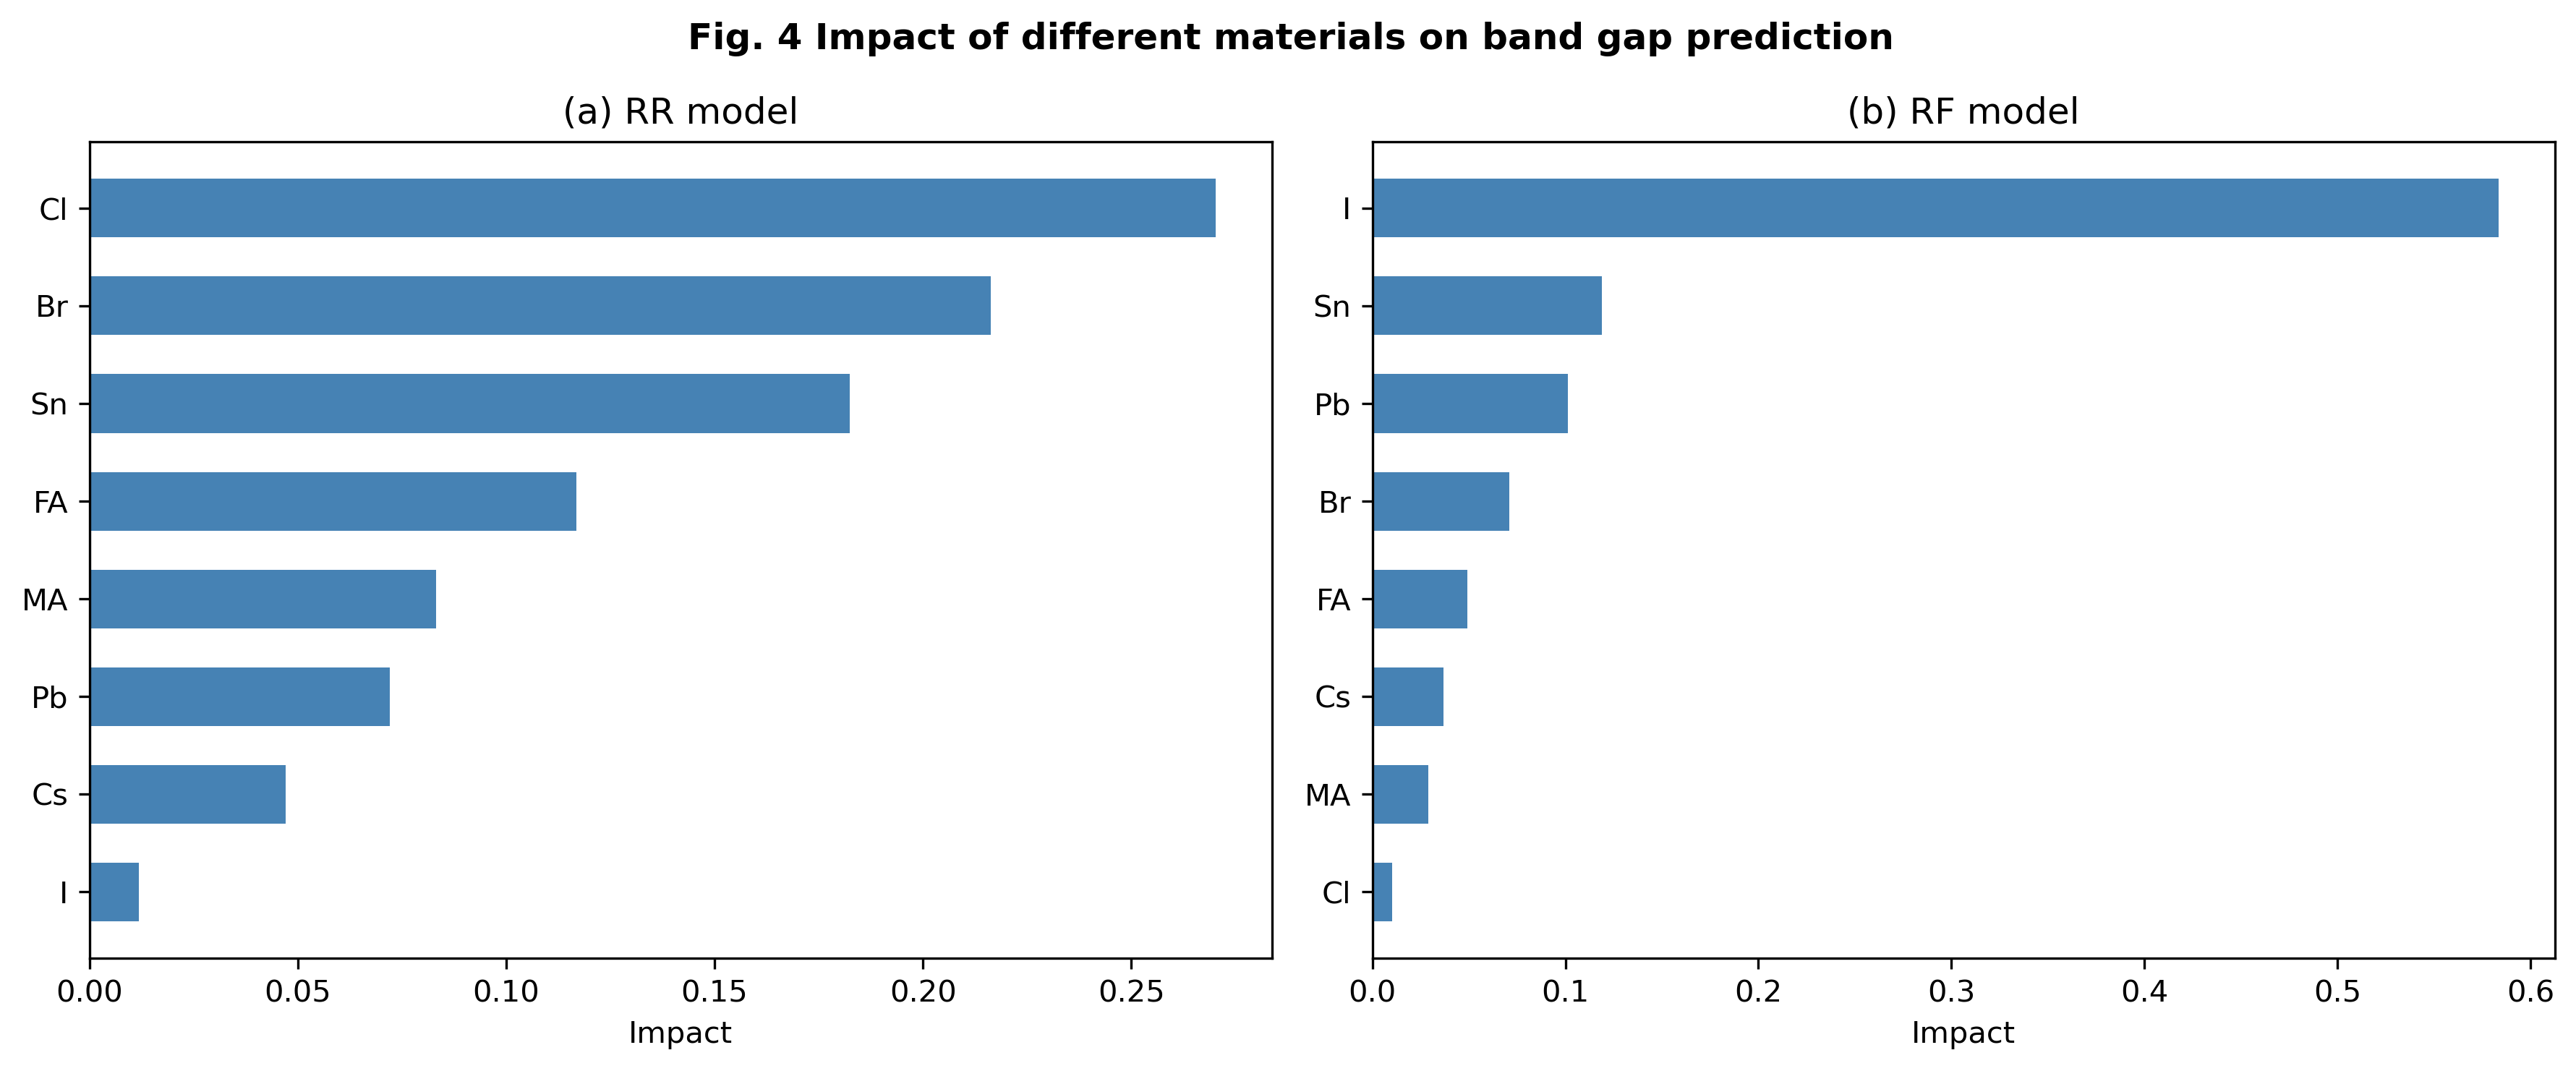 Fig. 4 Impact of different materials on band gap prediction
(a) RR model
Cl
Br
Sn
FA
MA
Pb
Cs
I
0.00 0.05 0.10 0.15 0.20 0.25
Impact
(b) RF model
I
Sn
Pb
Br
FA
Cs
MA
Cl
0.0 0.1 0.2 0.3 0.4 0.5 0.6
Impact